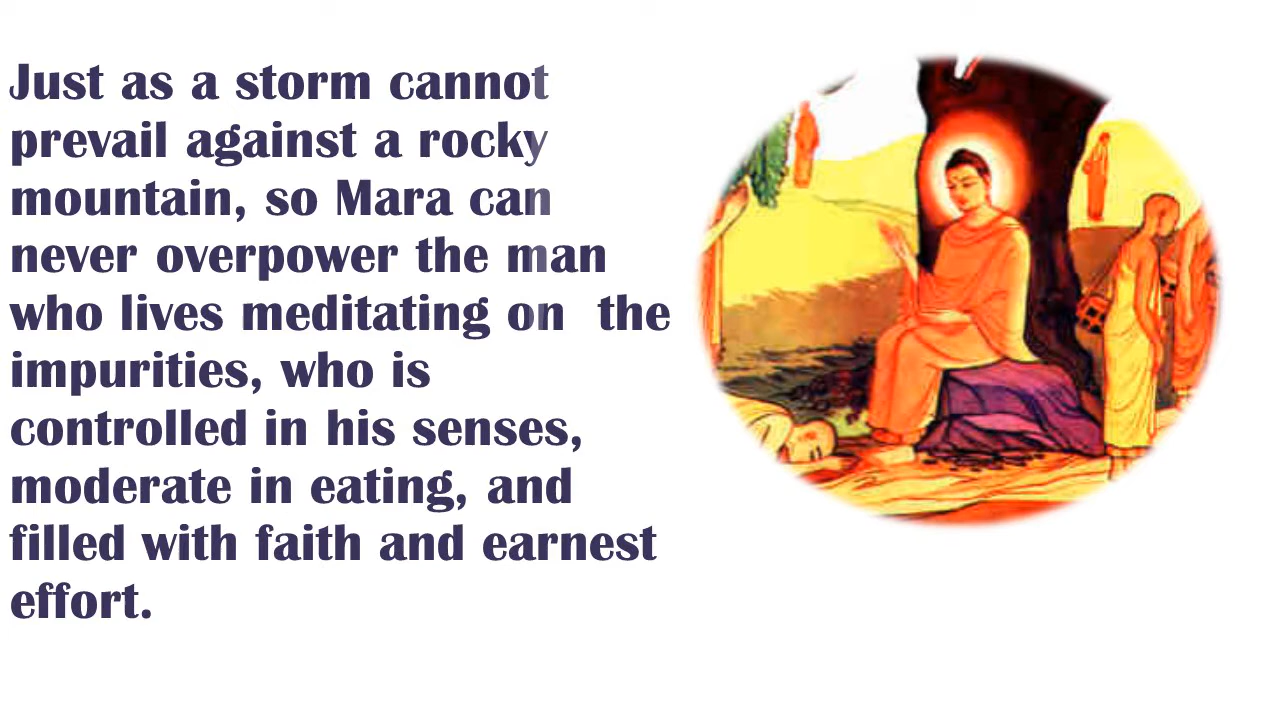 Just as a storm cannot
prevail against a rocky
mountain, so Mara can
never overpower the man
who lives meditating on  the
impurities, who is
controlled in his senses,
moderate in eating, and
filled with faith and earnest
effort.